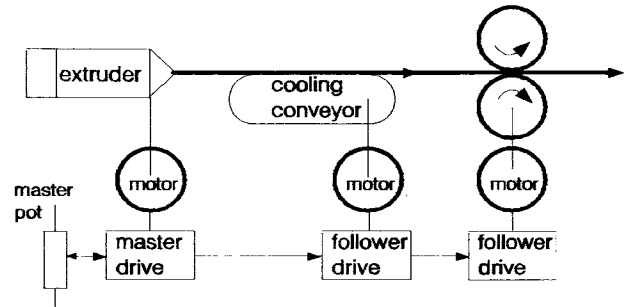 extruder
cooling
conveyor
motor
motor
motor
master
pot
master
drive
follower
drive
follower
drive